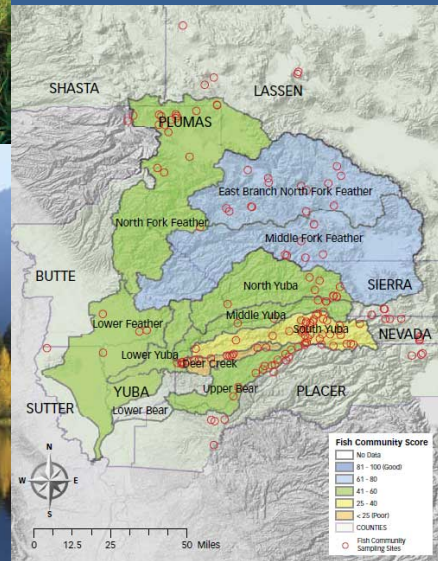 SHASTA
LASSEN
PLUMAS
East Branch North Fork Feather
North Fork Feather
Middle Fork Feather
BUTTE
SIERRA
North Yuba
Middle Yuba
Lower Feather
South Yuba
NEVADA
Lower Yuba
Deer Creek
YUBA
Upper Bear
PLACER
SUTTER
Lower Bear
N
W
E
S
0 12.5 25 50 Miles
Fish Community Score
No Data
81 - 100 (Good)
61 - 80
41 - 60
25 - 40
< 25 (Poor)
COUNTIES
Fish Community
Sampling Sites